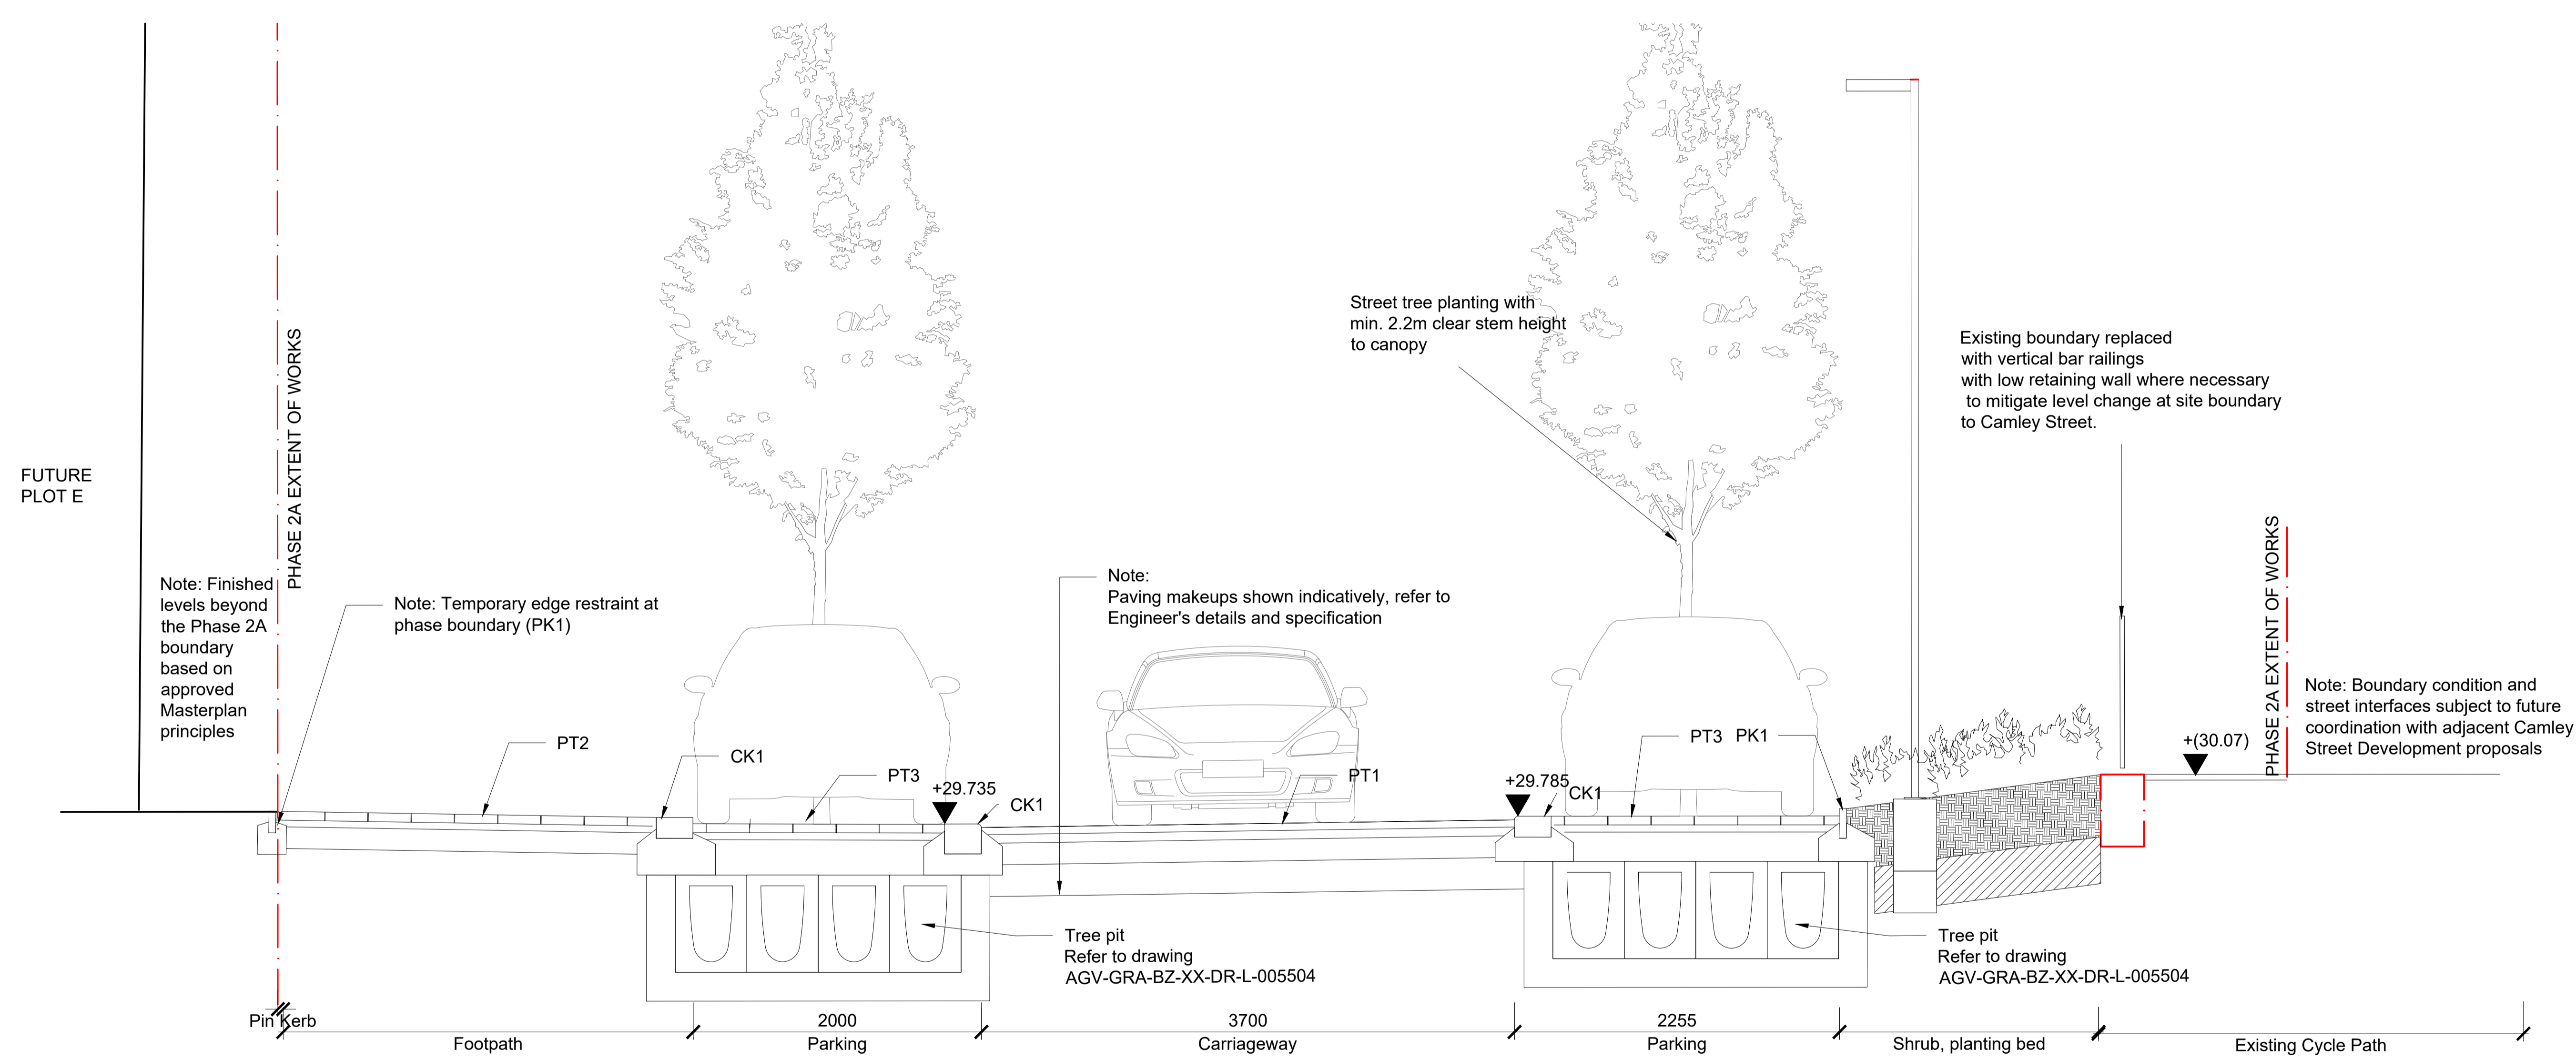 FUTURE
PLOT E
PHASE 2A EXTENT OF WORKS
Note: Finished
levels beyond
the Phase 2A
boundary
based on
approved
Masterplan
principles
Note: Temporary edge restraint at
phase boundary (PK1)
PT2
CK1
PT3
+29.735
CK1
Note:
Paving makeups shown indicatively, refer to
Engineer's details and specification
PT1
Street tree planting with
min. 2.2m clear stem height
to canopy
+29.785
CK1
PT3
PK1
Existing boundary replaced
with vertical bar railings
with low retaining wall where necessary
to mitigate level change at site boundary
to Camley Street.
+(30.07)
PHASE 2A EXTENT OF WORKS
Note: Boundary condition and
street interfaces subject to future
coordination with adjacent Camley
Street Development proposals
Tree pit
Refer to drawing
AGV-GRA-BZ-XX-DR-L-005504
Tree pit
Refer to drawing
AGV-GRA-BZ-XX-DR-L-005504
Pin Kerb
Footpath
2000
Parking
3700
Carriageway
2255
Parking
Shrub, planting bed
Existing Cycle Path